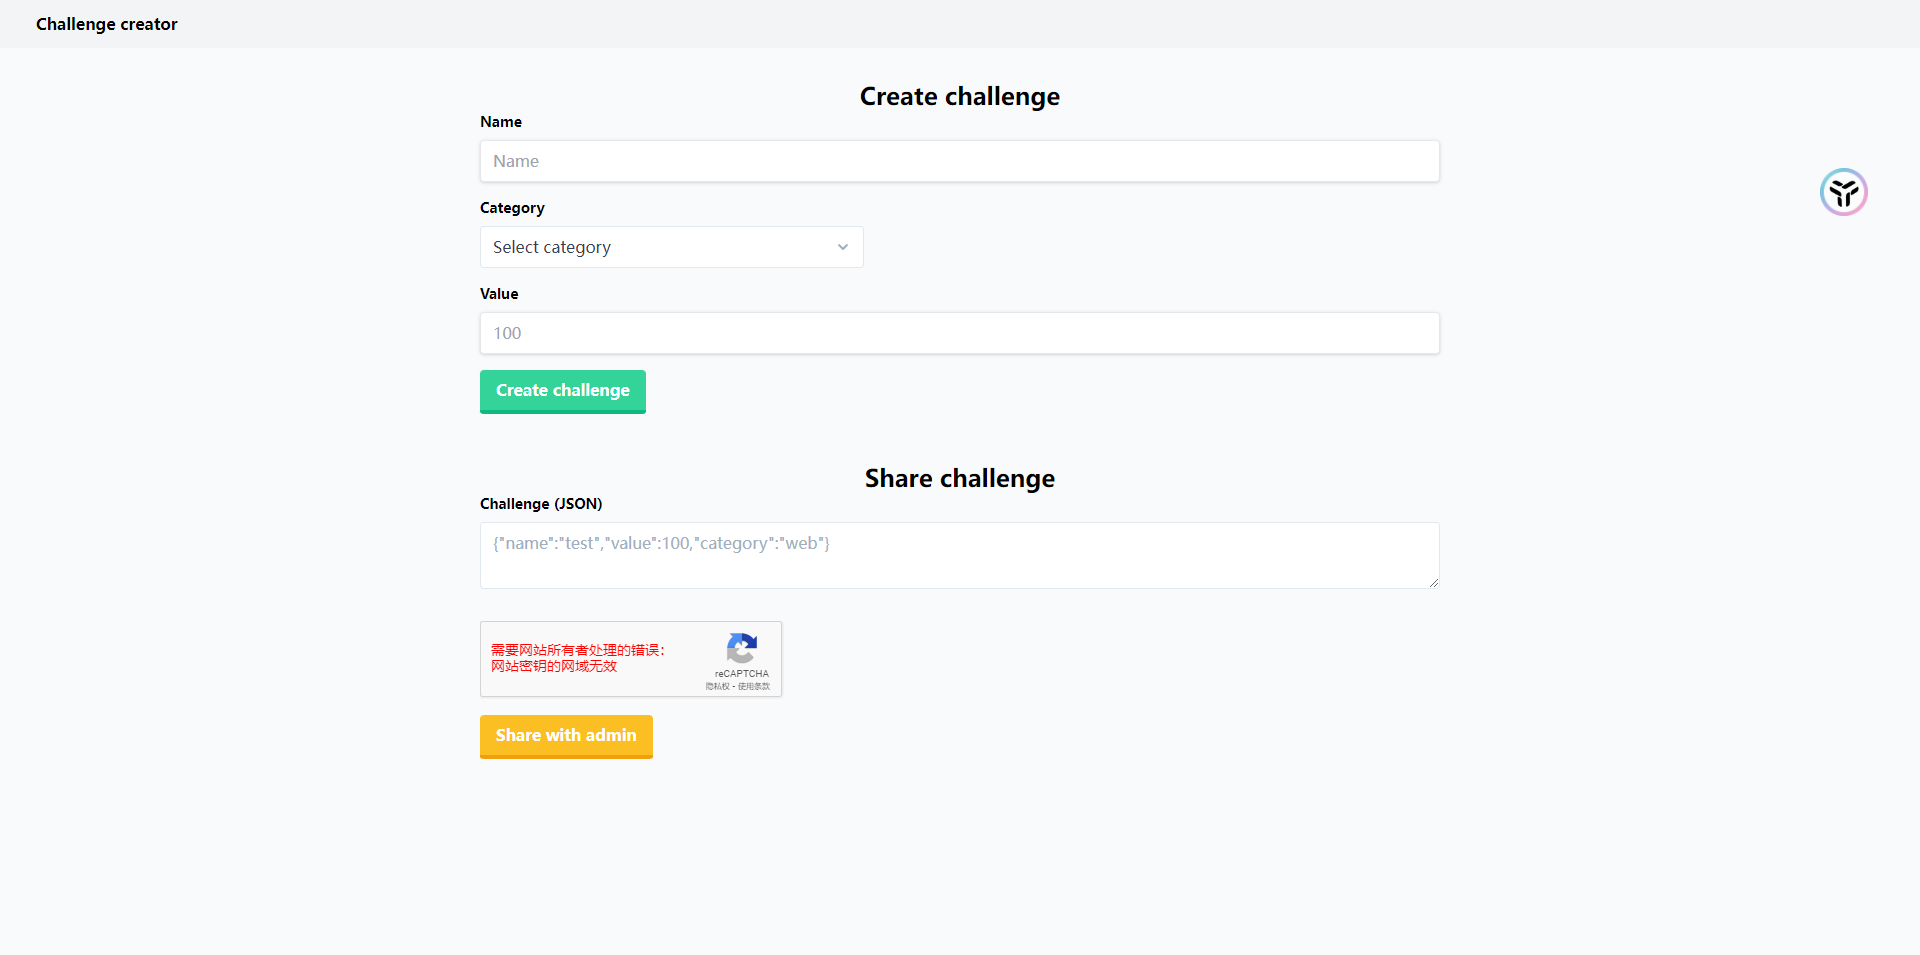 Challenge creator
Create challenge
Name
Name
Category
Select category
Value
100
Create challenge
Share challenge
Challenge (JSON)
{"name":"test","value":100,"category":"web"}
需要网站所有者处理的错误：
网站密钥的网域无效
reCAPTCHA
隐私权 - 使用条款
Share with admin